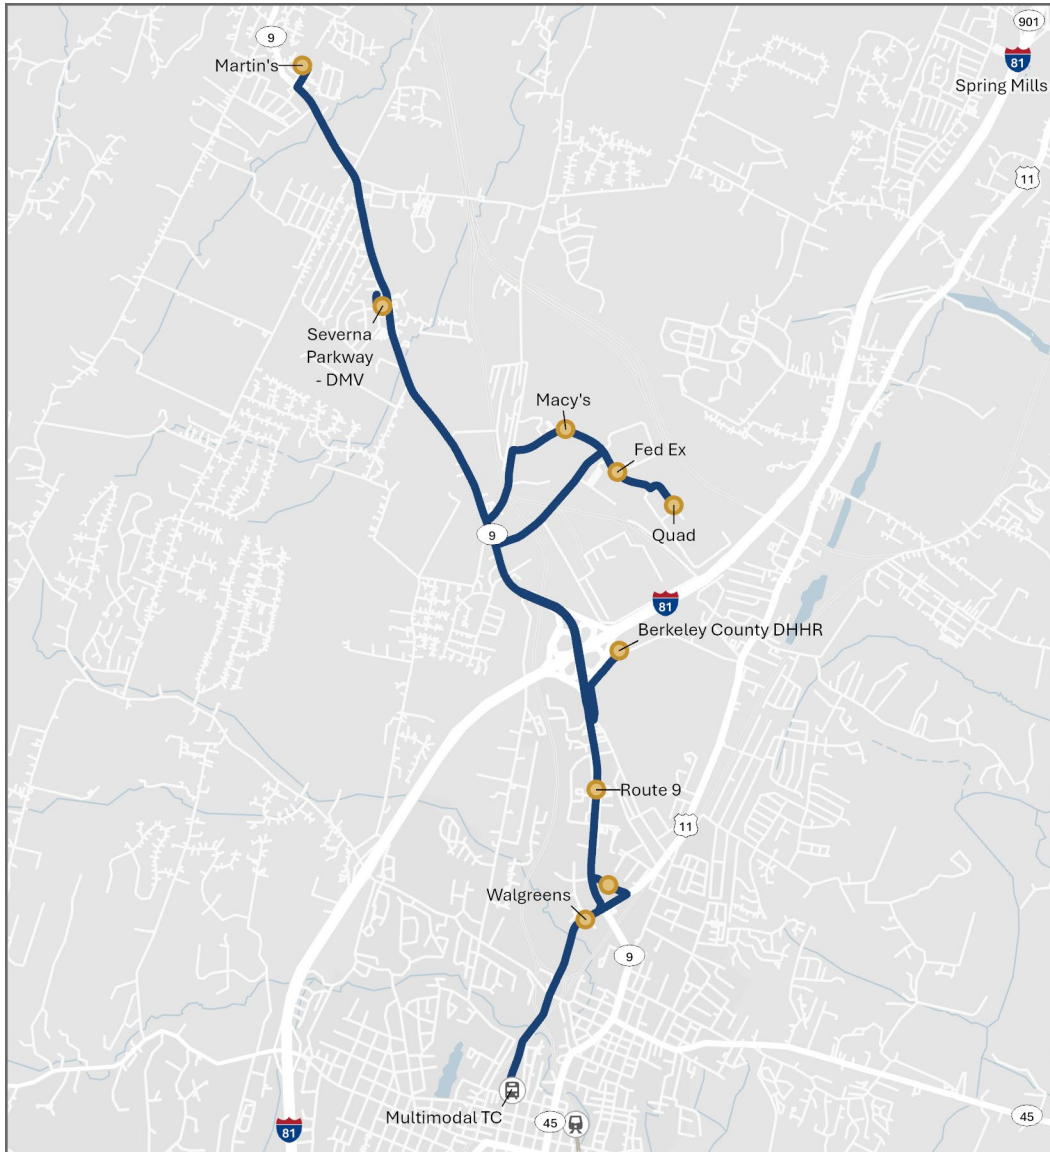 901
9
81
Martin's
Spring Mills
11
Severna
Parkway
- DMV
Macy's
Fed Ex
9
Quad
81
Berkeley County DHHR
Route 9
11
Walgreens
9
Multimodal TC
45
45
81